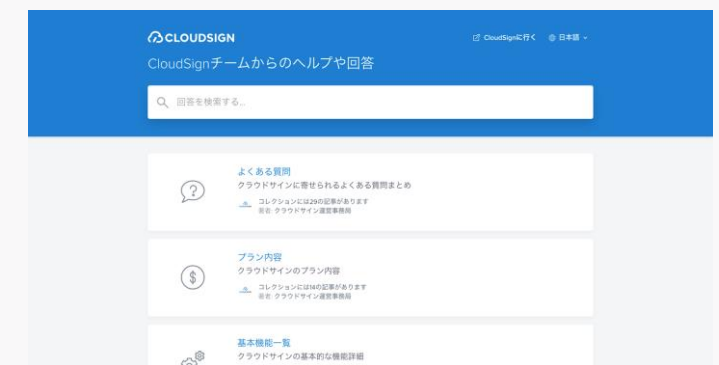 CLOUDSIGN
CloudSignに行く 日本語
CloudSignチームからのヘルプや回答
回答を検索する...
よくある質問
クラウドサインに寄せられるよくある質問まとめ
コレクションには29の記事があります
著者 クラウドサイン運営事務局
プラン内容
クラウドサインのプラン内容
コレクションには14の記事があります
著者 クラウドサイン運営事務局
基本機能一覧
クラウドサインの基本的な機能詳細